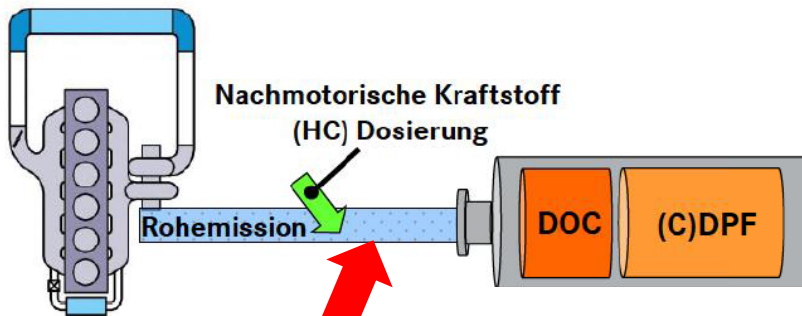 Nachmotorische Kraftstoff
(HC) Dosierung
Rohemission
DOC
(C)DPF